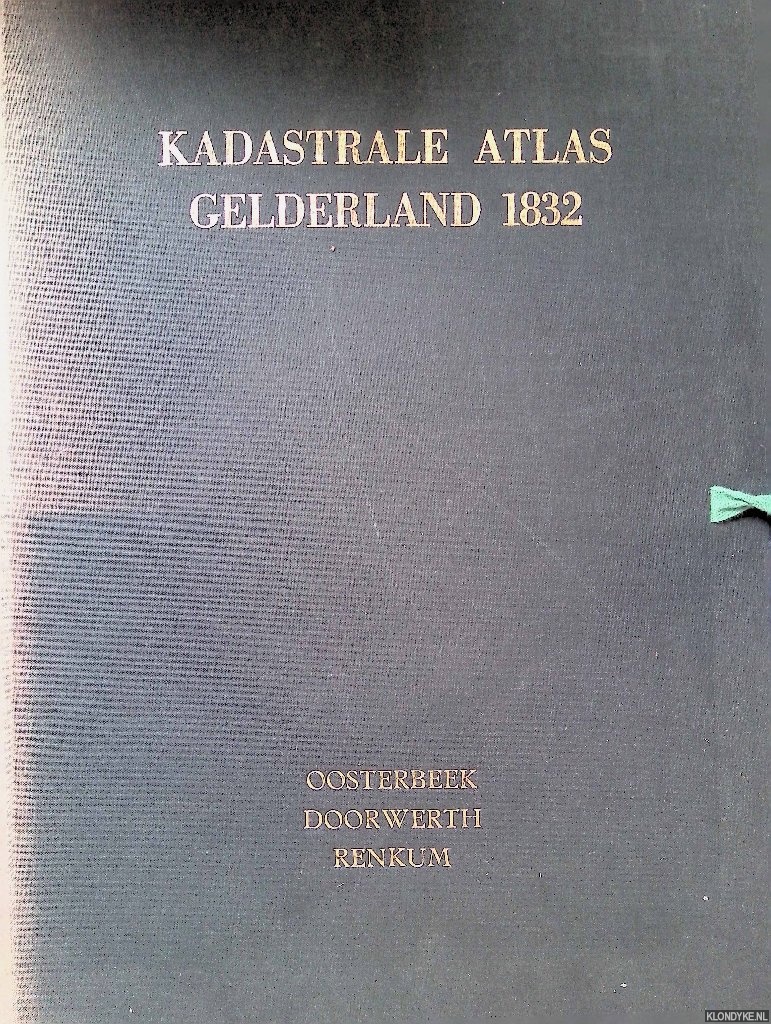 KADASTRALE ATLAS
GELDERLAND 1832
OOSTERBEEK
DOORWERTH
RENKUM
KLONDYKE.NL